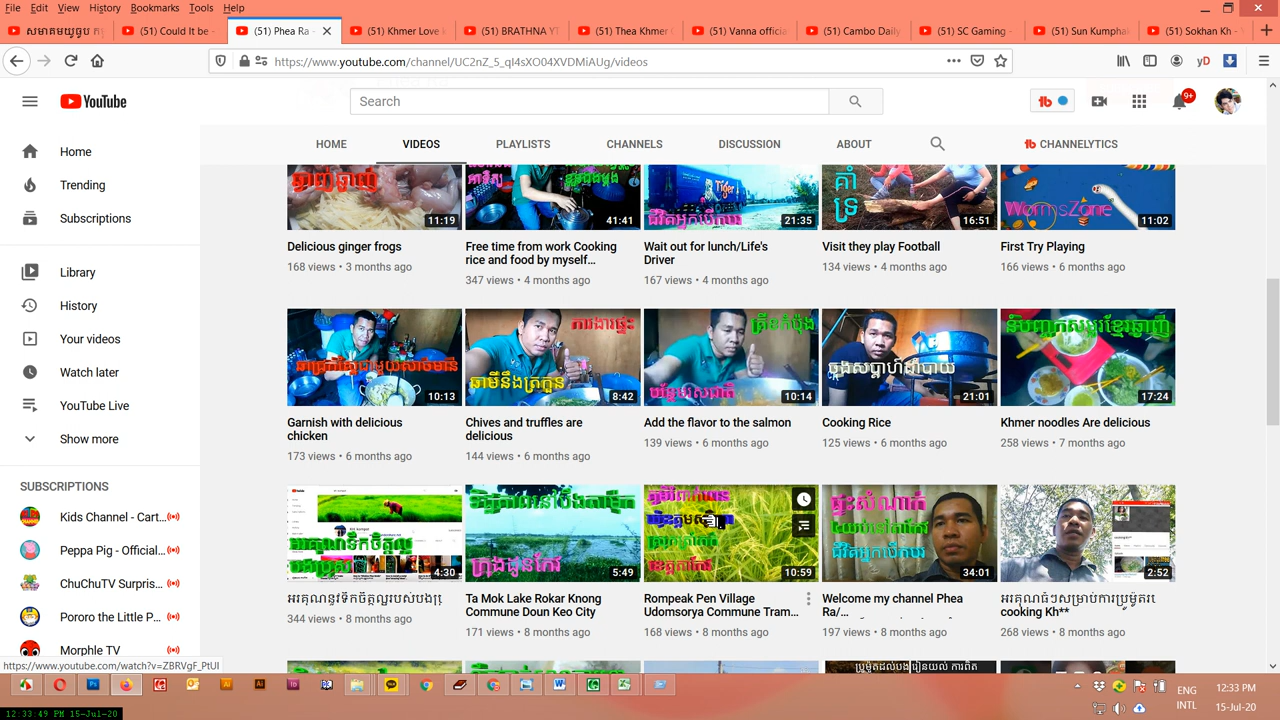 File Edit View History Bookmarks Tools Help
(51) Could It be
(51) Phea Ra
(51) Khmer Love
(51) BRATHNA YT
(51) Thea Khmer
(51) Vanna offici
(51) Cambo Daily
(51) SC Gaming -
(51) Sun Kumphak
(51) Sokhan Kh -
YouTube
Search
9+
HOME VIDEOS PLAYLISTS CHANNELS DISCUSSION ABOUT CHANNELYTICS
Home
Trending
Subscriptions
Library
History
Your videos
Watch later
YouTube Live
Show more
SUBSCRIPTIONS
Kids Channel - Cart...
Peppa Pig - Official...
ChuChuTV Surpris...
Pororo the Little P...
Morphle TV
11:19
41:41
21:35
16:51
11:02
Delicious ginger frogs
168 views • 3 months ago
Free time from work Cooking
rice and food by myself...
347 views • 4 months ago
Wait out for lunch/Life's
Driver
167 views • 4 months ago
Visit they play Football
134 views • 4 months ago
First Try Playing
166 views • 6 months ago
10:13
8:42
10:14
21:01
17:24
Garnish with delicious
chicken
173 views • 6 months ago
Chives and truffles are
delicious
144 views • 6 months ago
Add the flavor to the salmon
139 views • 6 months ago
Cooking Rice
125 views • 6 months ago
Khmer noodles Are delicious
258 views • 7 months ago
4:30
5:49
10:59
34:01
2:52
344 views • 8 months ago
Ta Mok Lake Rokar Knong
Commune Doun Keo City
171 views • 8 months ago
Rompeak Pen Village
Udomsorya Commune Tram...
168 views • 8 months ago
Welcome my channel Phea
Ra/...
197 views • 8 months ago
cooking Kh**
268 views • 8 months ago
https://www.youtube.com/watch?v=ZBRVgF_PtUI
ENG
INTL
12:33 PM
15-Jul-20
12:33:49 PM 15-Jul-20